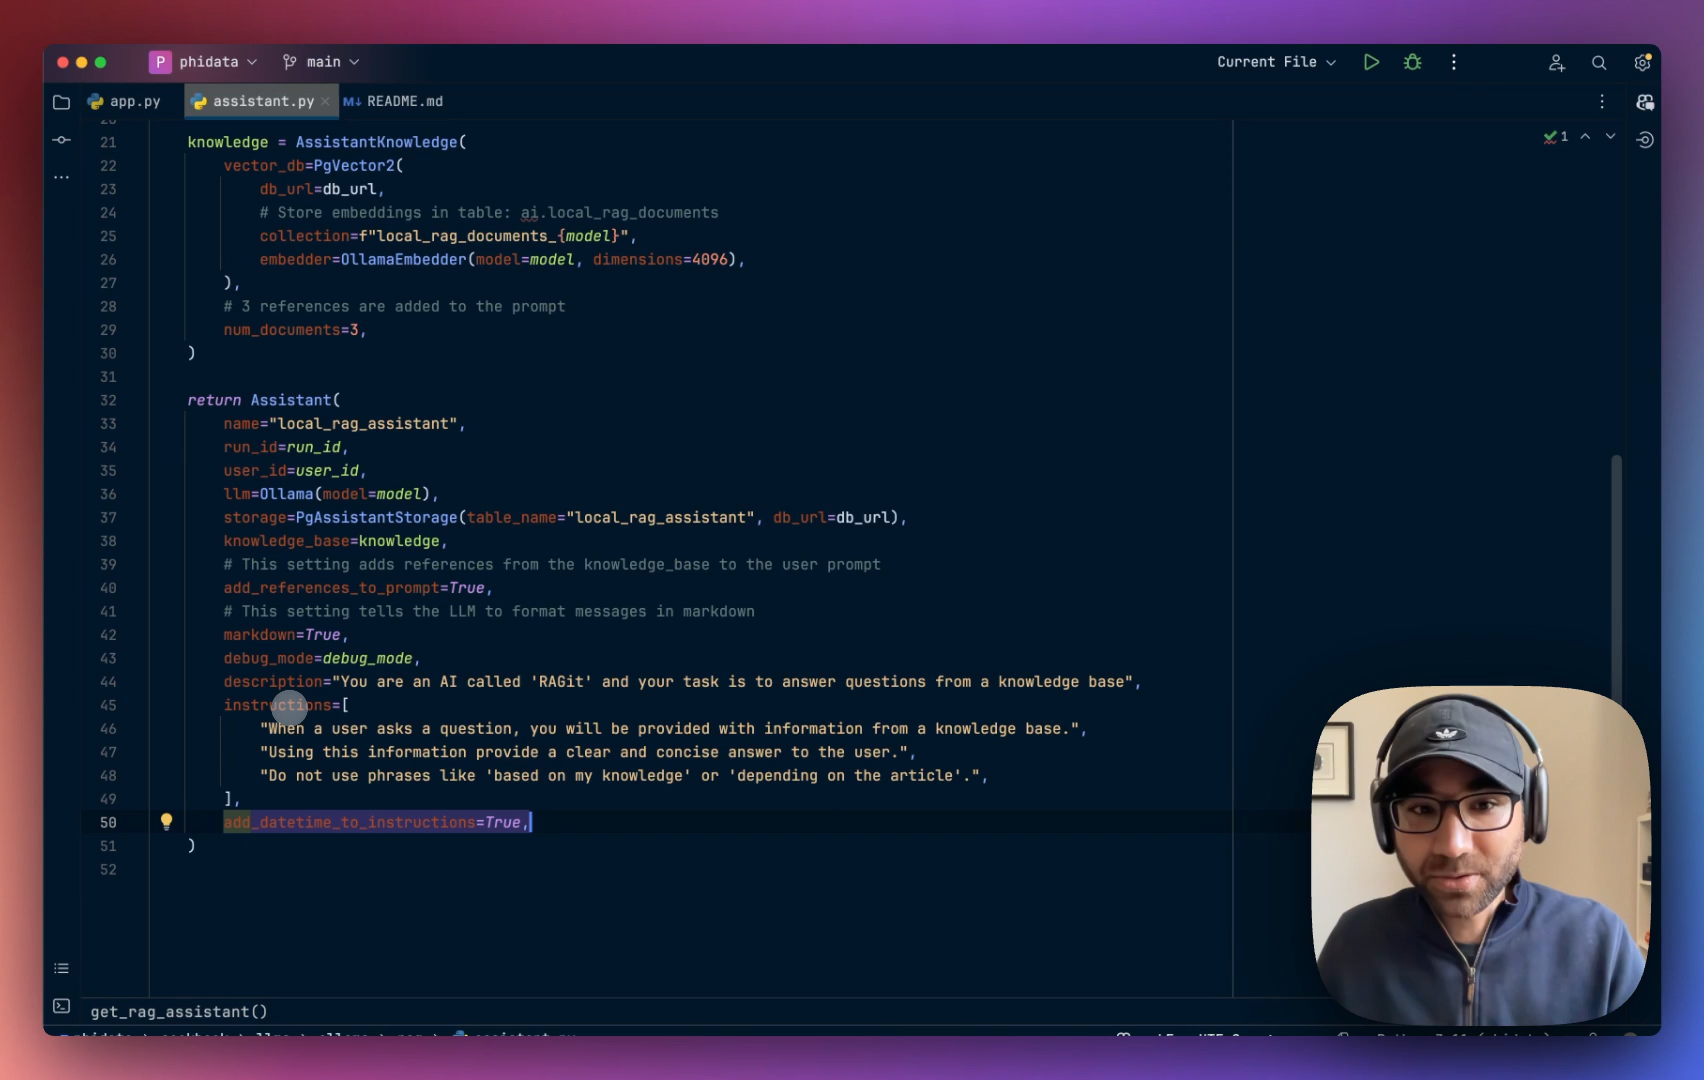 P phidata main Current File
app.py assistant.py README.md
1
21 knowledge = AssistantKnowledge(
22 vector_db=PgVector2(
23 db_url=db_url,
24 # Store embeddings in table: ai.local_rag_documents
25 collection=f"local_rag_documents_{model}",
26 embedder=OllamaEmbedder(model=model, dimensions=4096),
27 ),
28 # 3 references are added to the prompt
29 num_documents=3,
30 )
31
32 return Assistant(
33 name="local_rag_assistant",
34 run_id=run_id,
35 user_id=user_id,
36 llm=Ollama(model=model),
37 storage=PgAssistantStorage(table_name="local_rag_assistant", db_url=db_url),
38 knowledge_base=knowledge,
39 # This setting adds references from the knowledge_base to the user prompt
40 add_references_to_prompt=True,
41 # This setting tells the LLM to format messages in markdown
42 markdown=True,
43 debug_mode=debug_mode,
44 description="You are an AI called 'RAGit' and your task is to answer questions from a knowledge base",
45 instructions=[
46 "When a user asks a question, you will be provided with information from a knowledge base.",
47 "Using this information provide a clear and concise answer to the user.",
48 "Do not use phrases like 'based on my knowledge' or 'depending on the article'.",
49 ],
50 add_datetime_to_instructions=True,
51 )
52
get_rag_assistant()